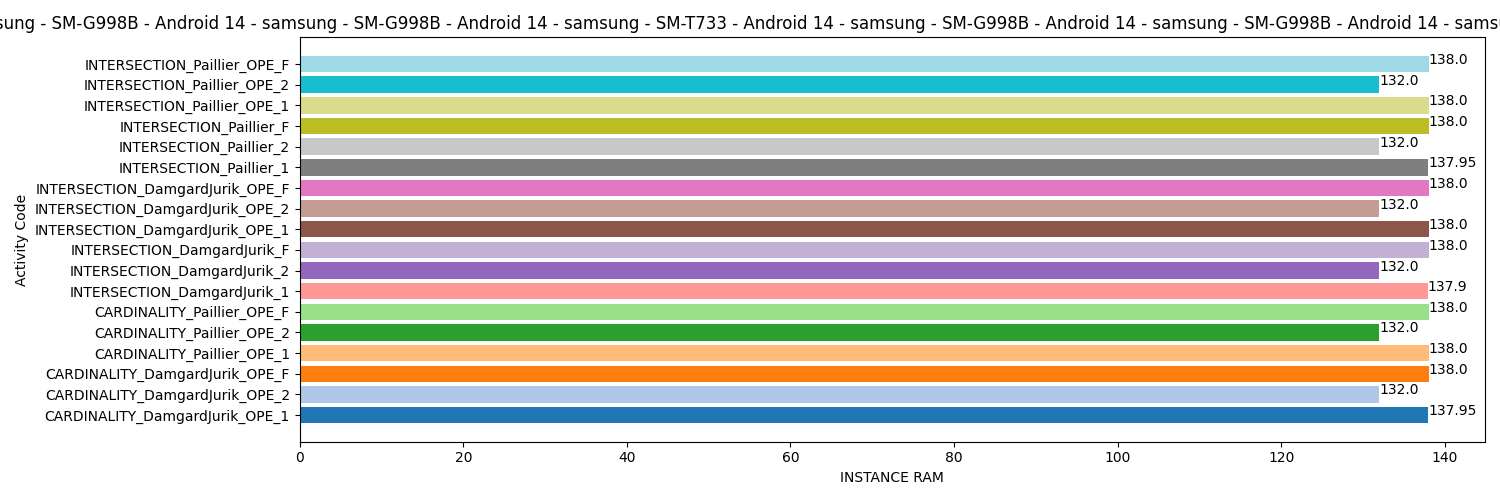 sung - SM-G998B - Android 14 - samsung - SM-G998B - Android 14 - samsung - SM-T733 - Android 14 - samsung - SM-G998B - Android 14 - samsung - SM-G998B - Android 14 - sams
INTERSECTION_Paillier_OPE_F 138.0
INTERSECTION_Paillier_OPE_2 132.0
INTERSECTION_Paillier_OPE_1 138.0
INTERSECTION_Paillier_F 138.0
INTERSECTION_Paillier_2 132.0
INTERSECTION_Paillier_1 137.95
INTERSECTION_DamgardJurik_OPE_F 138.0
INTERSECTION_DamgardJurik_OPE_2 132.0
INTERSECTION_DamgardJurik_OPE_1 138.0
INTERSECTION_DamgardJurik_F 138.0
INTERSECTION_DamgardJurik_2 132.0
INTERSECTION_DamgardJurik_1 137.9
CARDINALITY_Paillier_OPE_F 138.0
CARDINALITY_Paillier_OPE_2 132.0
CARDINALITY_Paillier_OPE_1 138.0
CARDINALITY_DamgardJurik_OPE_F 138.0
CARDINALITY_DamgardJurik_OPE_2 132.0
CARDINALITY_DamgardJurik_OPE_1 137.95
Activity Code
0 20 40 60 80 100 120 140
INSTANCE RAM